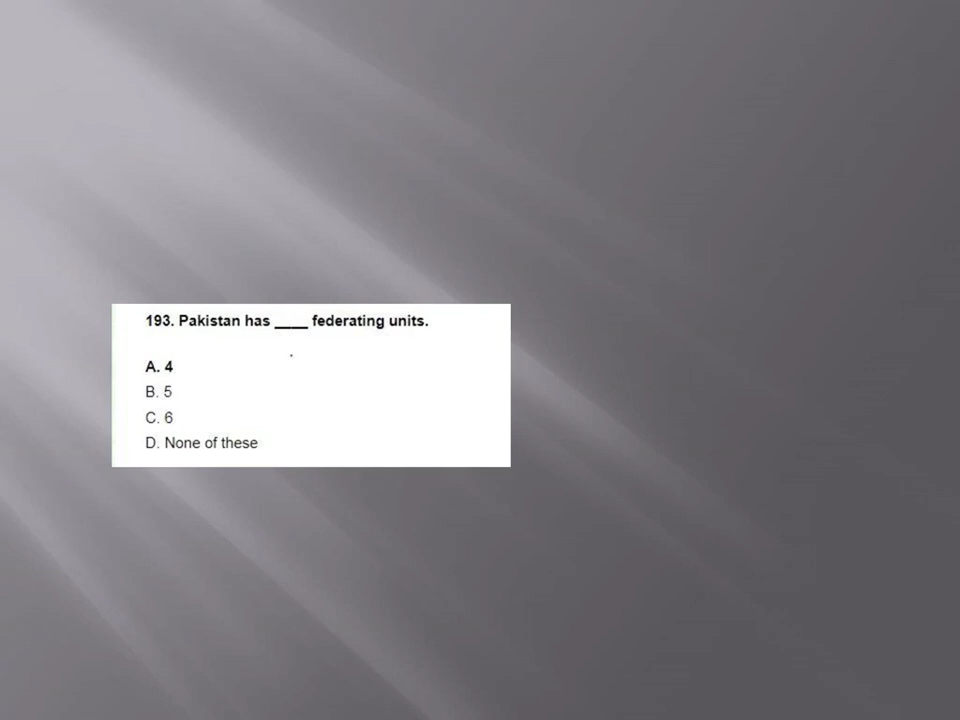 193. Pakistan has ____ federating units.
A. 4
B. 5
C. 6
D. None of these